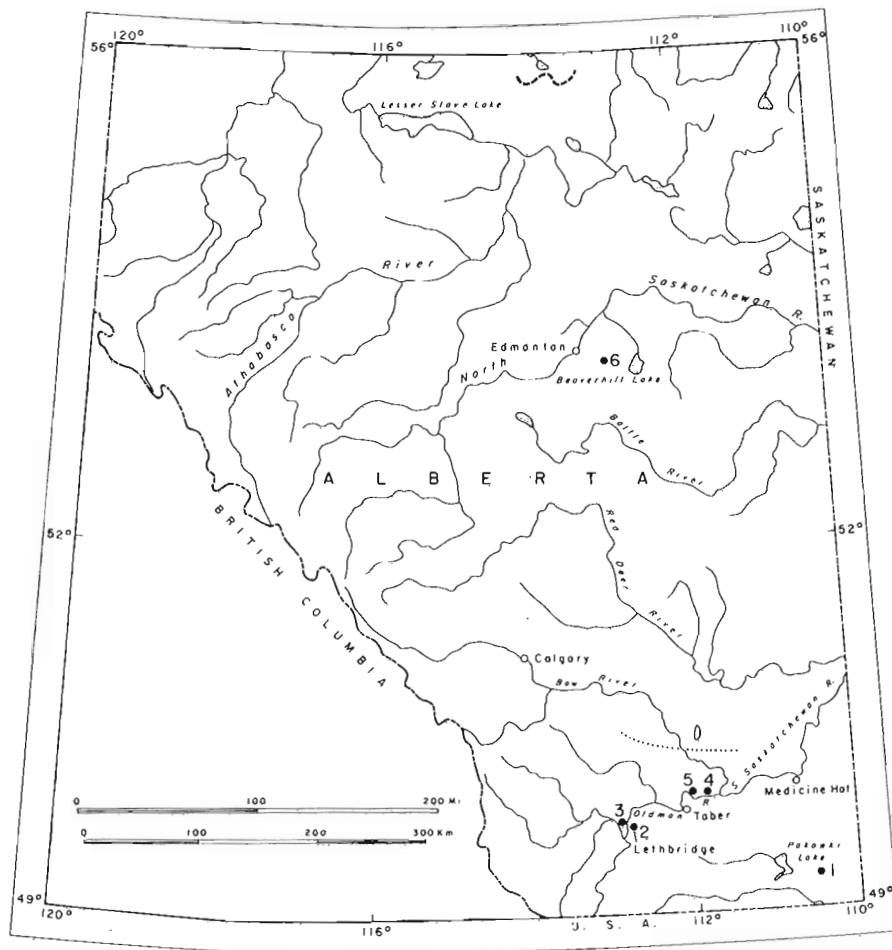 120°
116°
112°
110°
56°
56°
Lesser Slave Lake
SASKATCHEWAN
River
Athabasca
Saskatchewan R.
Edmonton
North
6
Beaverhill Lake
Battle River
ALBERTA
Red Deer River
52°
52°
BRITISH COLUMBIA
Calgary
Bow River
S. Saskatchewan R.
0 200 Mi
0 100 200 300 Km
5 4
Medicine Hat
R
3
Oldman
Taber
2
Lethbridge
Pakowki Lake
1
49°
49°
120°
116°
U. S. A.
112°
110°